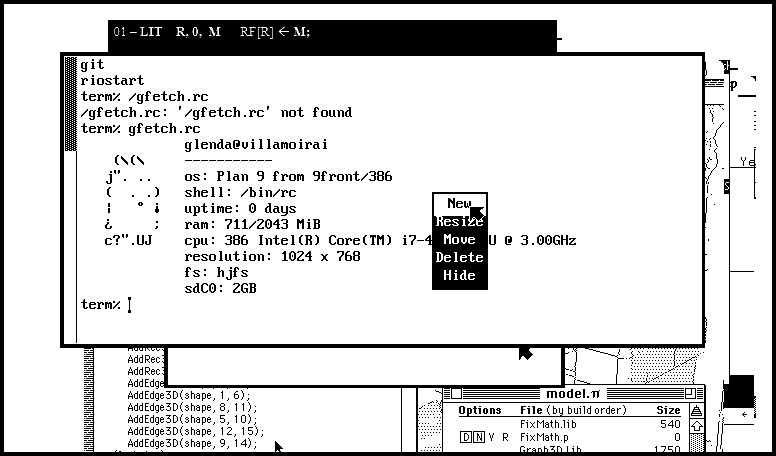 01 – LIT R, 0, M RF[R] ← M;
git
riostart
term% /gfetch.rc
/gfetch.rc: '/gfetch.rc' not found
term% gfetch.rc
glenda@villamoirai
(\(\ -----------
j". .. os: Plan 9 from 9front/386
( . .) shell: /bin/rc
¦ ° ¡ uptime: 0 days
¿ ; ram: 711/2043 MiB
c?".UJ cpu: 386 Intel(R) Core(TM) i7-4 U @ 3.00GHz
resolution: 1024 x 768
fs: hjfs
sdC0: 2GB
term%
New
Resize
Move
Delete
Hide
p
Ye
AddRec
AddRec
AddRec
AddEdge
AddEdge3D(shape, 1, 6);
AddEdge3D(shape, 8, 11);
AddEdge3D(shape, 5, 10);
AddEdge3D(shape, 12, 15);
AddEdge3D(shape, 9, 14);
model.π
Options File (by build order) Size
FixMath.lib 540
D N V R FixMath.p 0
Graph3D.lib 1750